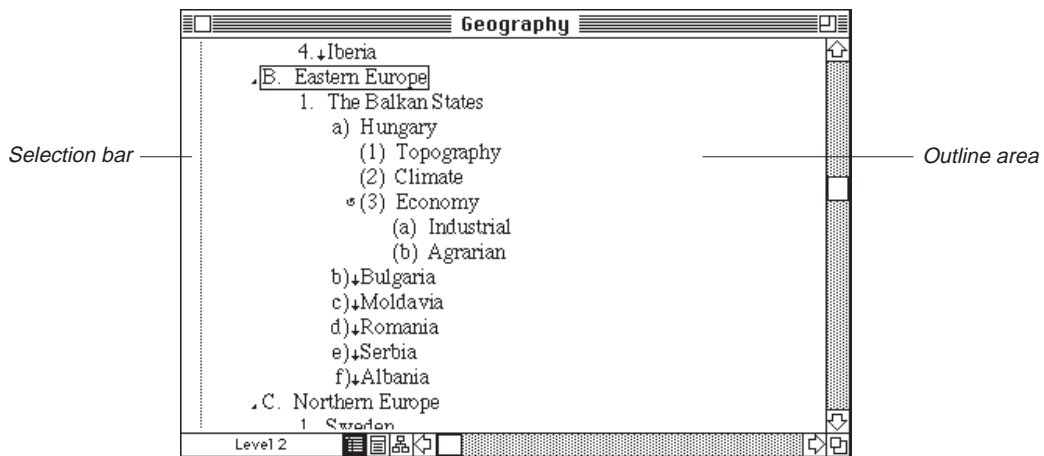 Geography
4. Iberia
B. Eastern Europe
1. The Balkan States
a) Hungary
Selection bar
Outline area
(1) Topography
(2) Climate
(3) Economy
(a) Industrial
(b) Agrarian
b) Bulgaria
c) Moldavia
d) Romania
e) Serbia
f) Albania
C. Northern Europe
1. Sweden
Level 2